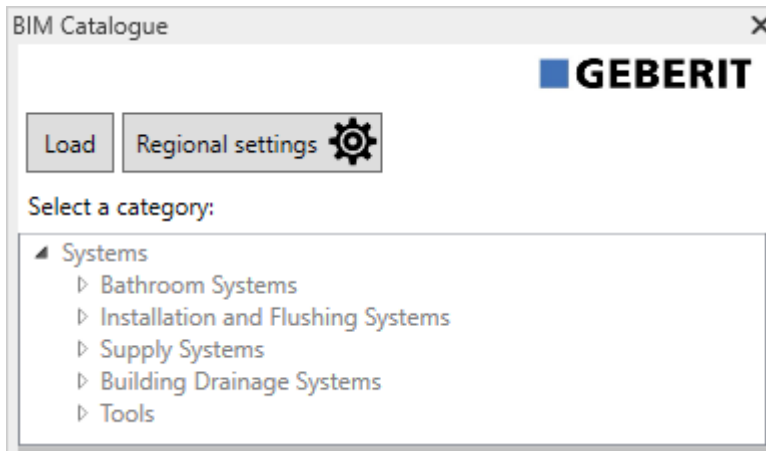 BIM Catalogue
GEBERIT
Load
Regional settings
Select a category:
Systems
Bathroom Systems
Installation and Flushing Systems
Supply Systems
Building Drainage Systems
Tools